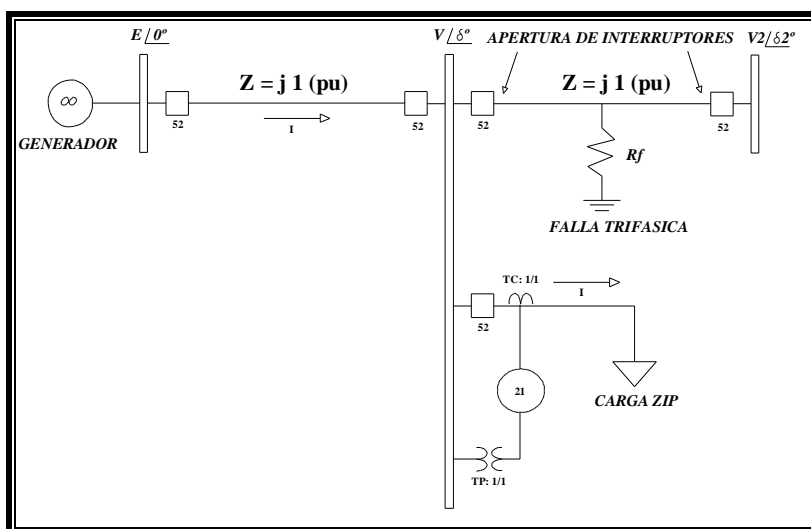 E /0º
V/δº
APERTURA DE INTERRUPTORES
V2/δ2º
Z = j 1 (pu)
Z = j 1 (pu)
∞
52
52
52
52
I
GENERADOR
Rf
FALLA TRIFASICA
TC: 1/1
I
52
21
CARGA ZIP
TP: 1/1